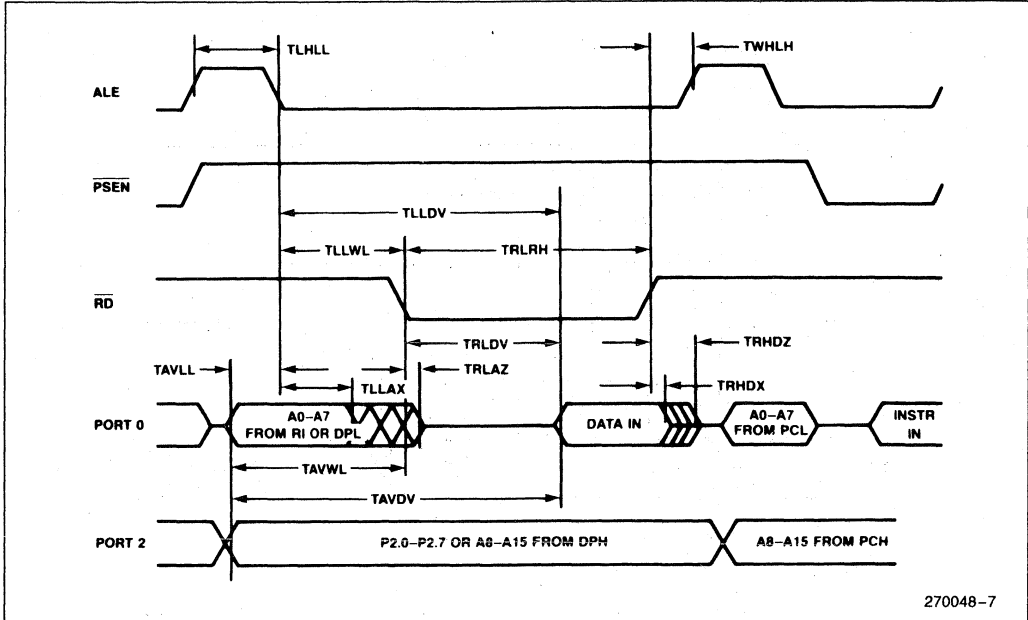 TLHLL
TWHLH
ALE
PSEN
TLLDV
TLLWL
TRLRH
RD
TRLDV
TRHDZ
TAVLL
TRLAZ
TLLAX
TRHDX
PORT 0
A0–A7
FROM RI OR DPL
DATA IN
A0–A7
FROM PCL
INSTR
IN
TAVWL
TAVDV
PORT 2
P2.0–P2.7 OR A8–A15 FROM DPH
A8–A15 FROM PCH
270048–7